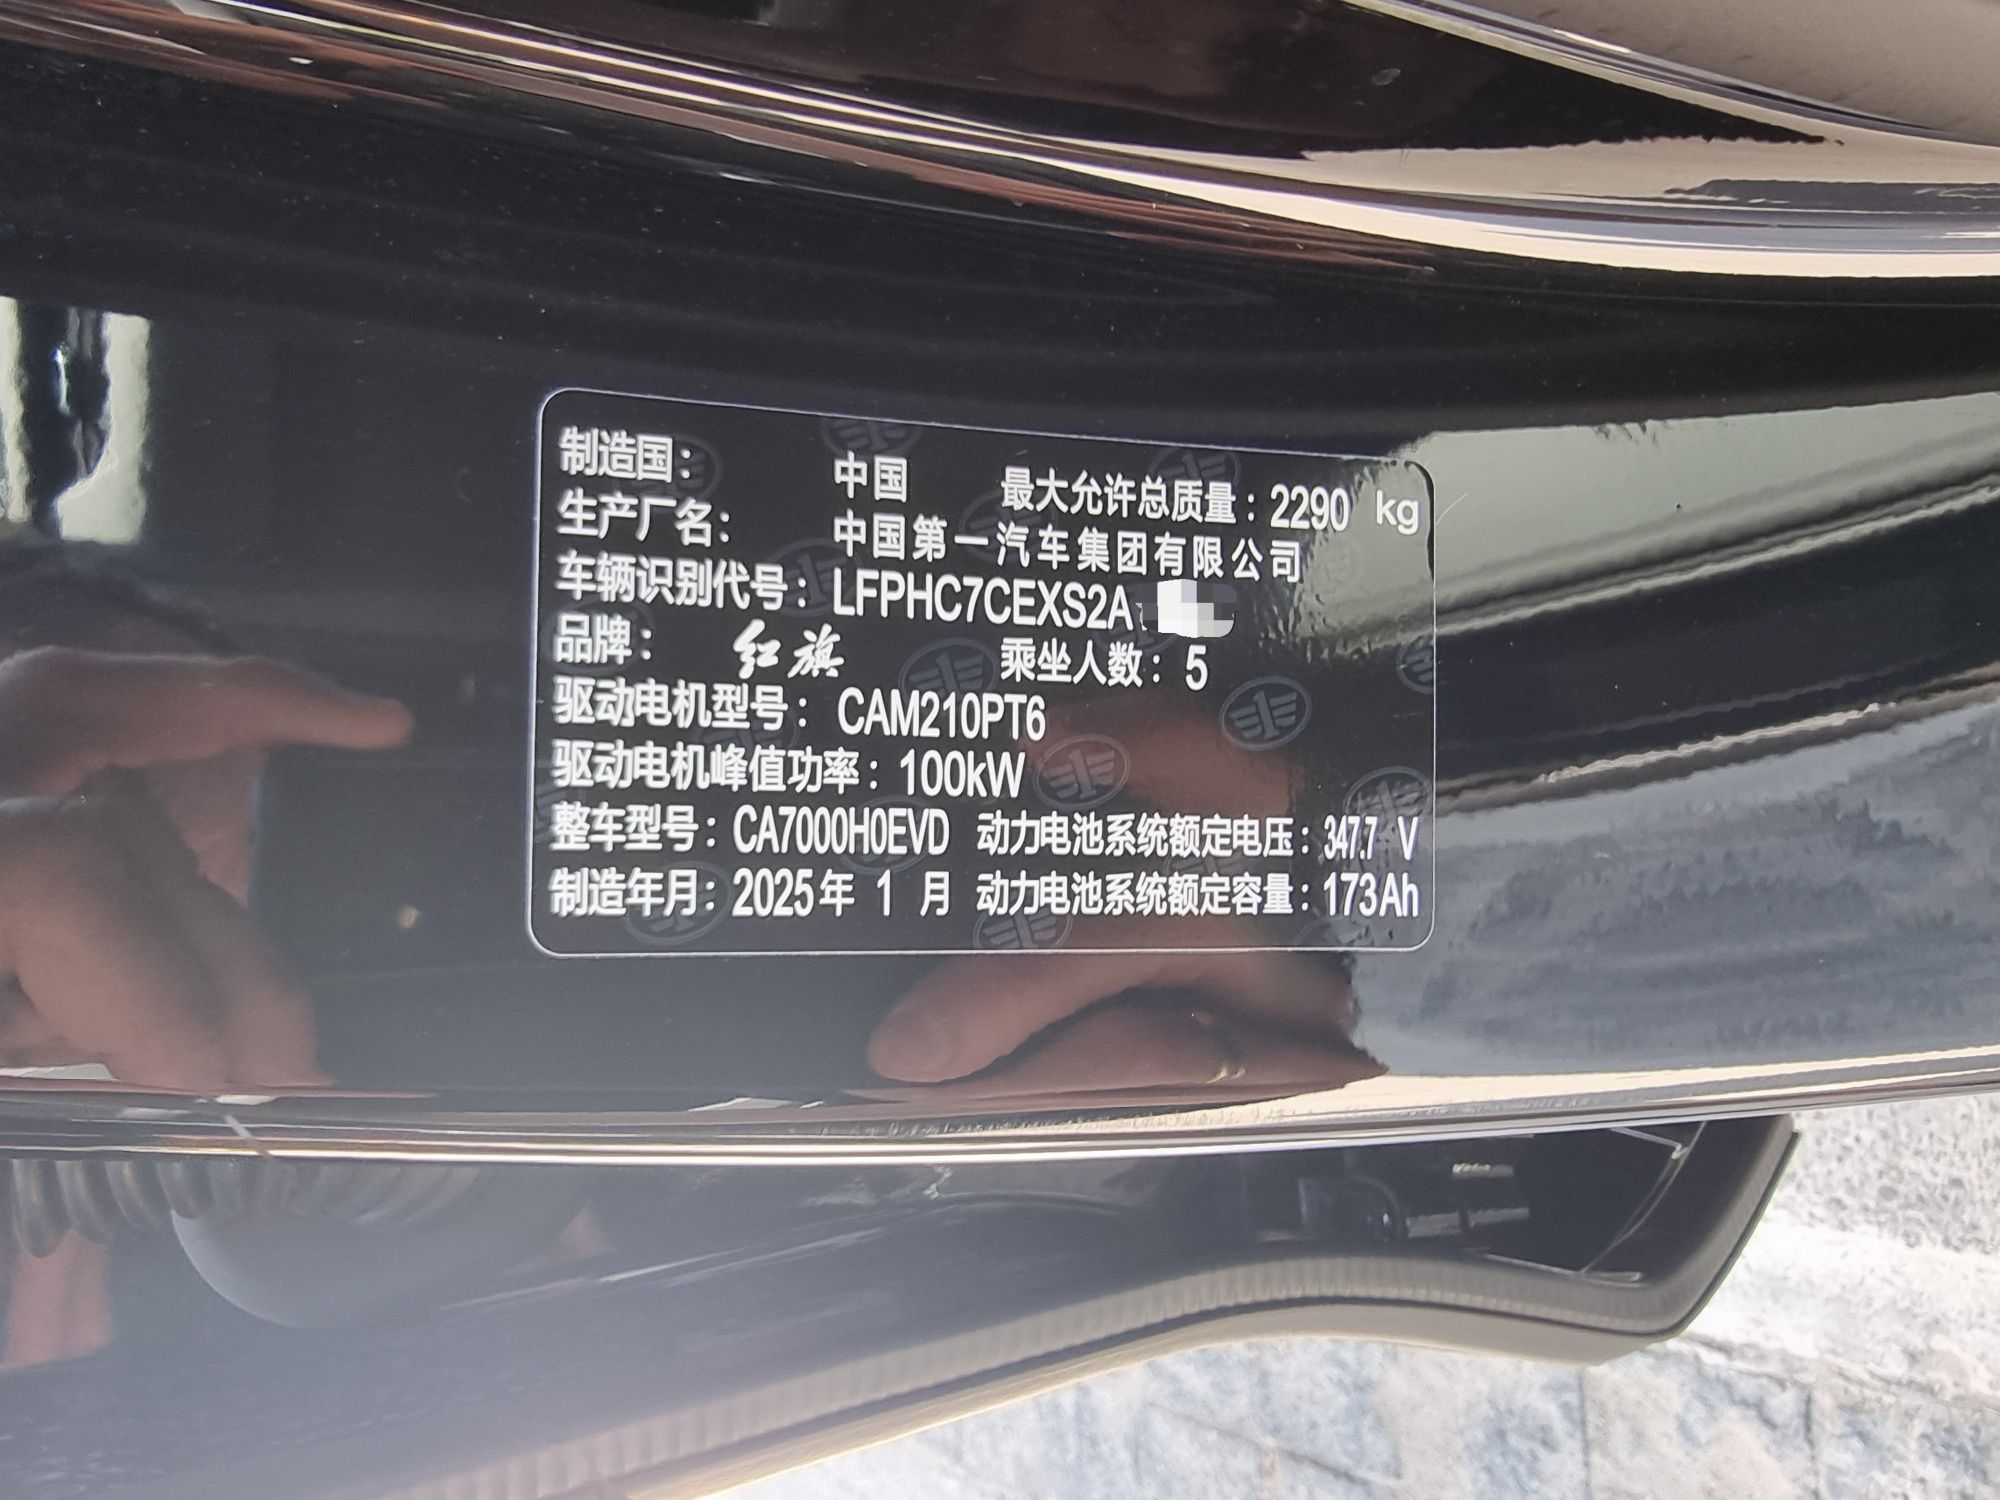 制造国： 中国 最大允许总质量：2290 kg
生产厂名： 中国第一汽车集团有限公司
车辆识别代号：LFPHC7CEXS2A
品牌： 红旗 乘坐人数：5
驱动电机型号：CAM210PT6
驱动电机峰值功率：100kW
整车型号：CA7000H0EVD 动力电池系统额定电压：347.7 V
制造年月：2025年 1 月 动力电池系统额定容量：173Ah